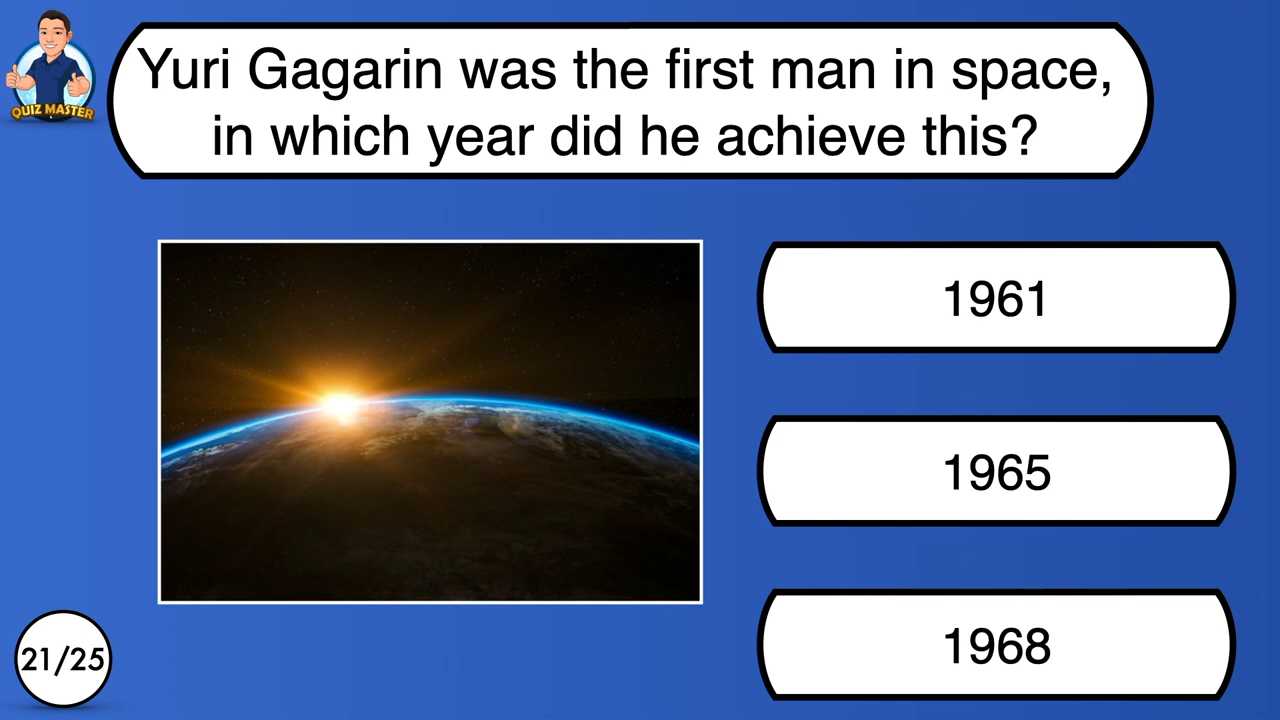 QUIZ MASTER
Yuri Gagarin was the first man in space,
in which year did he achieve this?
1961
1965
1968
21/25